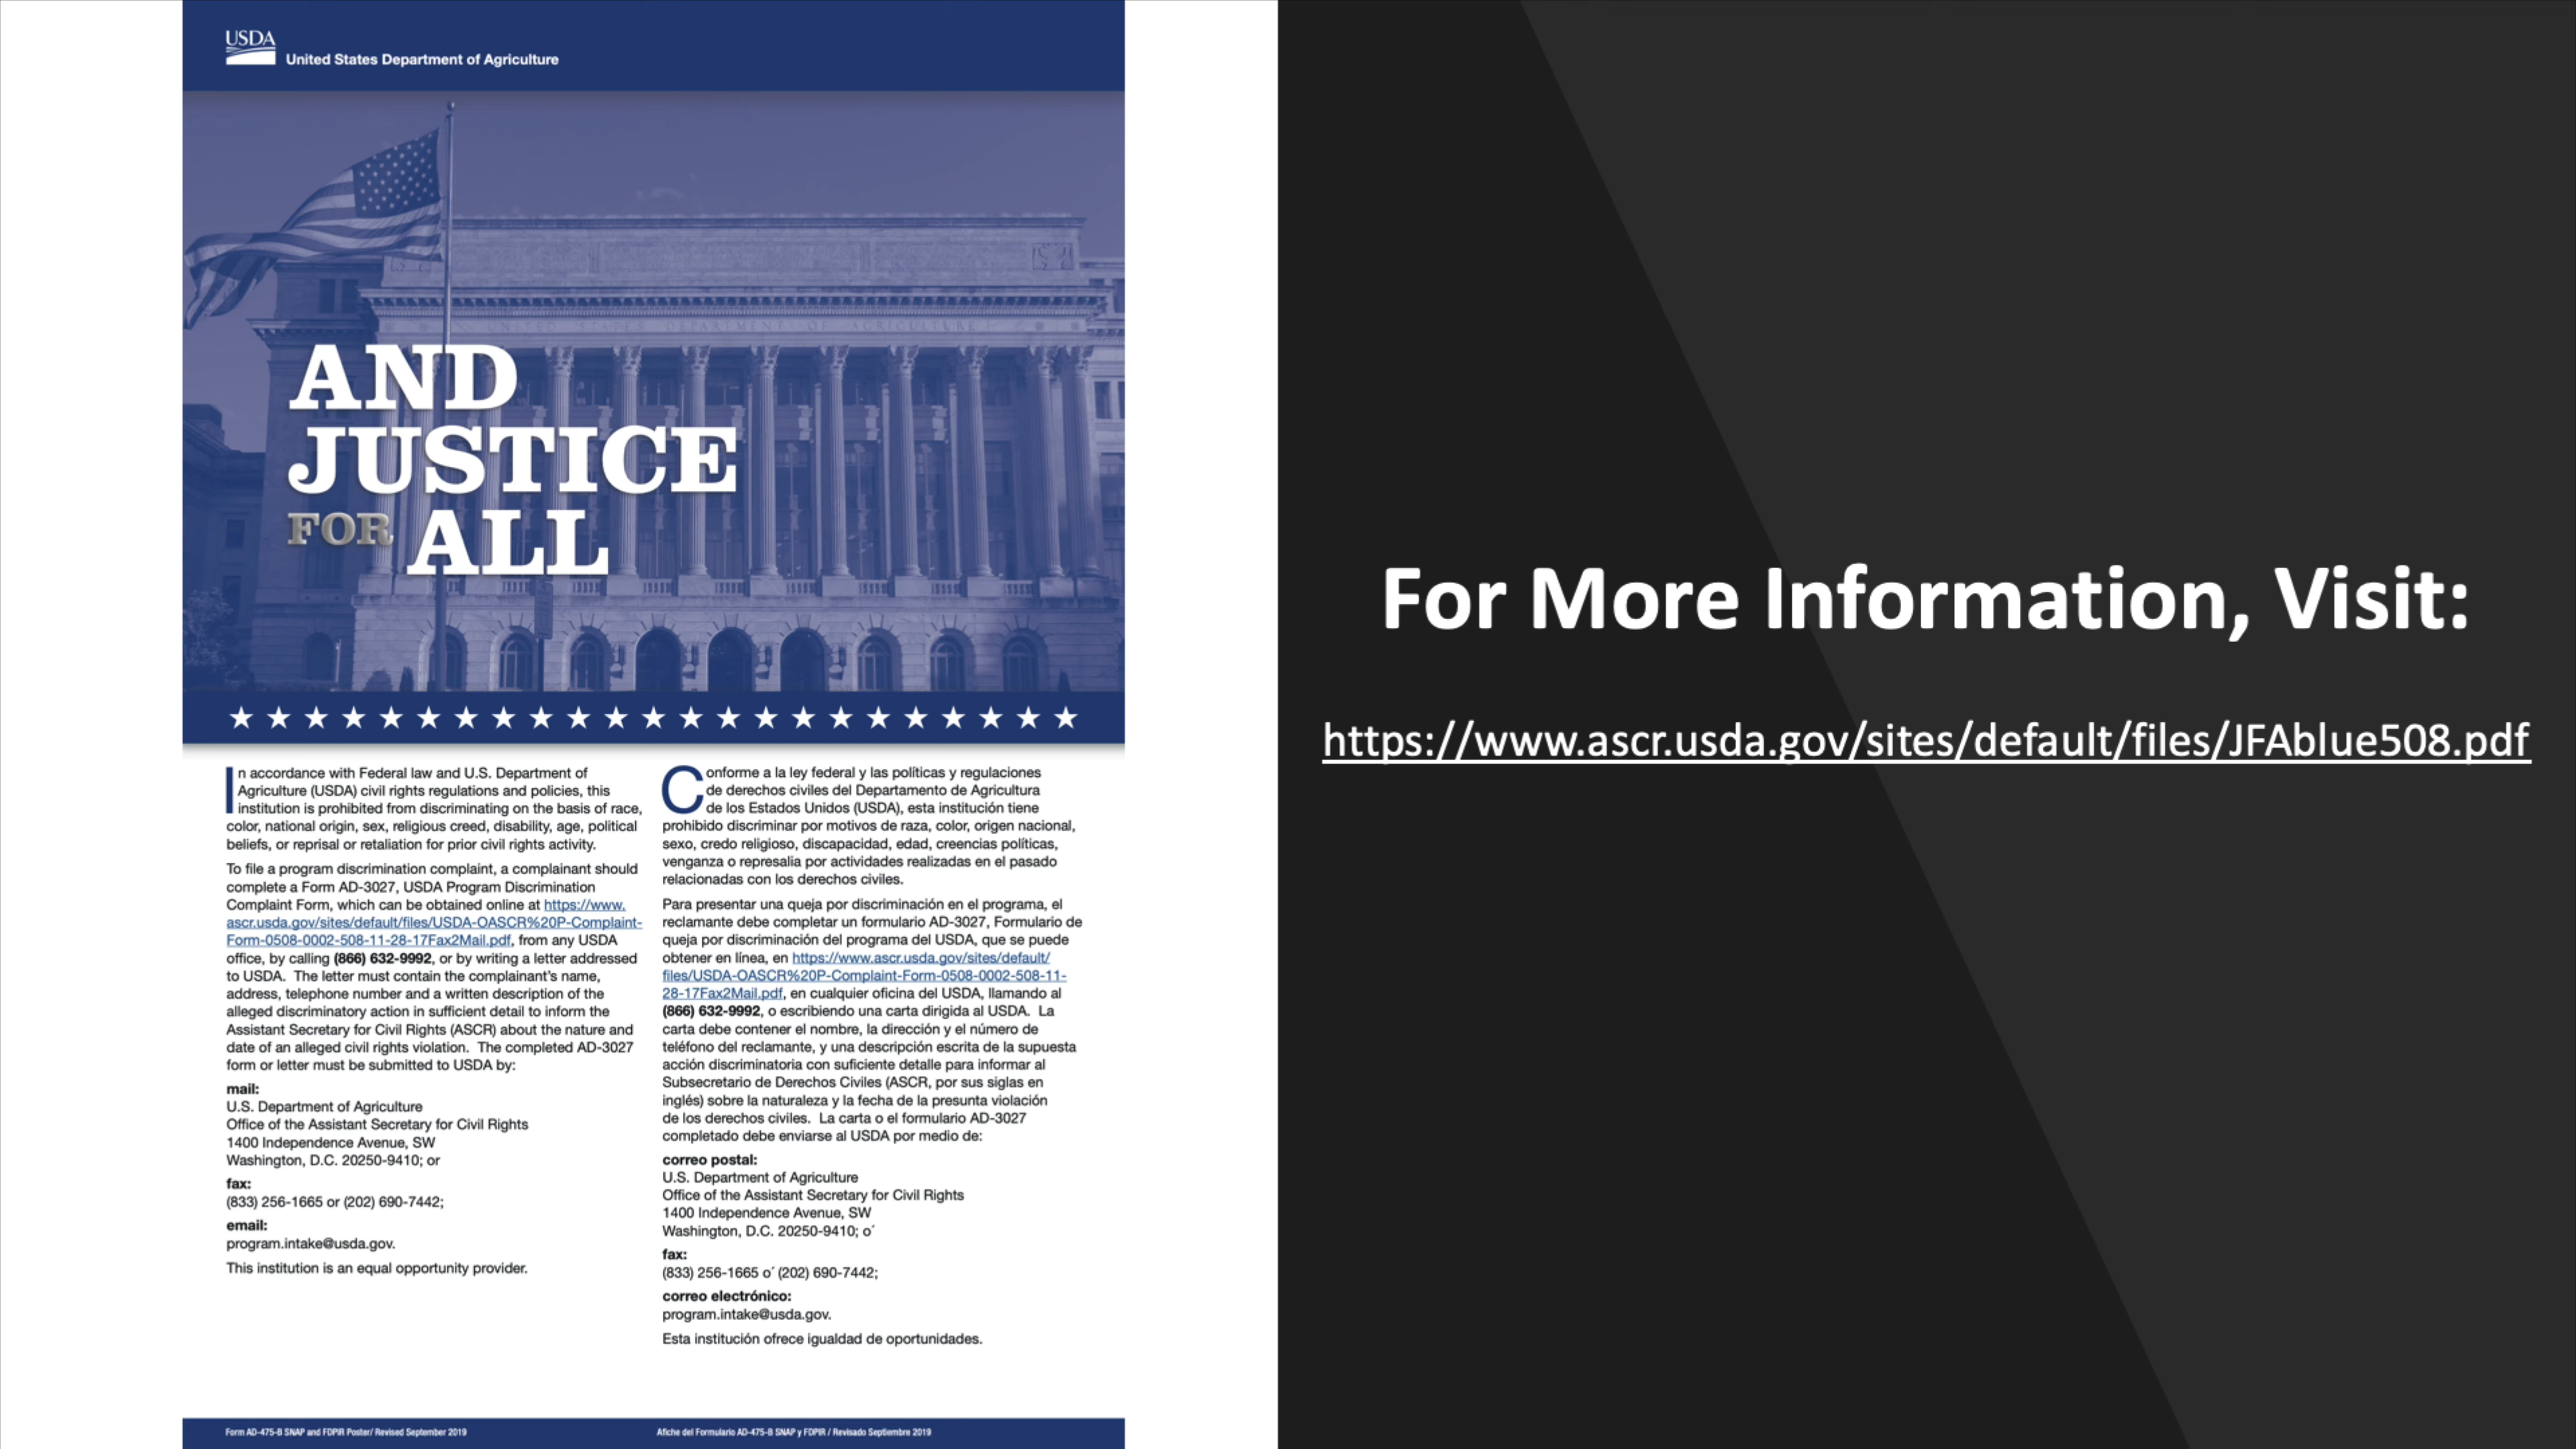 USDA
United States Department of Agriculture
UNITED STATES DEPARTMENT OF AGRICULTURE
AND
JUSTICE
FOR ALL
In accordance with Federal law and U.S. Department of
Agriculture (USDA) civil rights regulations and policies, this
institution is prohibited from discriminating on the basis of race,
color, national origin, sex, religious creed, disability, age, political
beliefs, or reprisal or retaliation for prior civil rights activity.
To file a program discrimination complaint, a complainant should
complete a Form AD-3027, USDA Program Discrimination
Complaint Form, which can be obtained online at https://www.
ascr.usda.gov/sites/default/files/USDA-OASCR%20P-Complaint-
Form-0508-0002-508-11-28-17Fax2Mail.pdf, from any USDA
office, by calling (866) 632-9992, or by writing a letter addressed
to USDA. The letter must contain the complainant's name,
address, telephone number and a written description of the
alleged discriminatory action in sufficient detail to inform the
Assistant Secretary for Civil Rights (ASCR) about the nature and
date of an alleged civil rights violation. The completed AD-3027
form or letter must be submitted to USDA by:
mail:
U.S. Department of Agriculture
Office of the Assistant Secretary for Civil Rights
1400 Independence Avenue, SW
Washington, D.C. 20250-9410; or
fax:
(833) 256-1665 or (202) 690-7442;
email:
program.intake@usda.gov.
This institution is an equal opportunity provider.
Conforme a la ley federal y las políticas y regulaciones
de derechos civiles del Departamento de Agricultura
de los Estados Unidos (USDA), esta institución tiene
prohibido discriminar por motivos de raza, color, origen nacional,
sexo, credo religioso, discapacidad, edad, creencias políticas,
venganza o represalia por actividades realizadas en el pasado
relacionadas con los derechos civiles.
Para presentar una queja por discriminación en el programa, el
reclamante debe completar un formulario AD-3027, Formulario de
queja por discriminación del programa del USDA, que se puede
obtener en línea, en https://www.ascr.usda.gov/sites/default/
files/USDA-OASCR%20P-Complaint-Form-0508-0002-508-11-
28-17Fax2Mail.pdf, en cualquier oficina del USDA, llamando al
(866) 632-9992, o escribiendo una carta dirigida al USDA. La
carta debe contener el nombre, la dirección y el número de
teléfono del reclamante, y una descripción escrita de la supuesta
acción discriminatoria con suficiente detalle para informar al
Subsecretario de Derechos Civiles (ASCR, por sus siglas en
inglés) sobre la naturaleza y la fecha de la presunta violación
de los derechos civiles. La carta o el formulario AD-3027
completado debe enviarse al USDA por medio de:
correo postal:
U.S. Department of Agriculture
Office of the Assistant Secretary for Civil Rights
1400 Independence Avenue, SW
Washington, D.C. 20250-9410; o´
fax:
(833) 256-1665 o´ (202) 690-7442;
correo electrónico:
program.intake@usda.gov.
Esta institución ofrece igualdad de oportunidades.
Form AD-475-B SNAP and FDPIR Poster/ Revised September 2019
Afiche del Formulario AD-475-B SNAP y FDPIR / Revisado Septiembre 2019
For More Information, Visit:
https://www.ascr.usda.gov/sites/default/files/JFAblue508.pdf